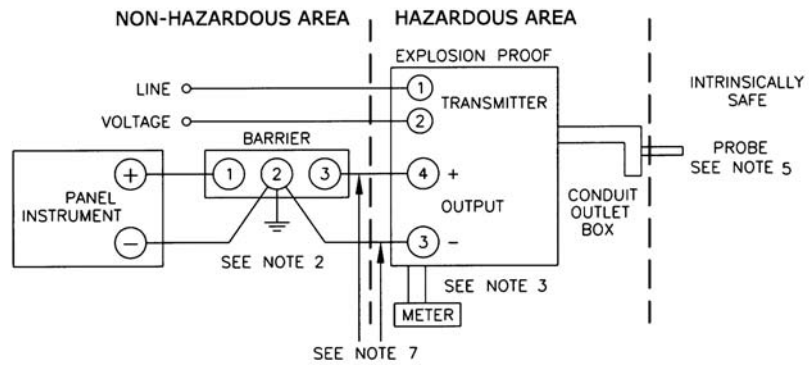 NON-HAZARDOUS AREA
HAZARDOUS AREA
EXPLOSION PROOF
LINE
1
TRANSMITTER
INTRINSICALLY
SAFE
VOLTAGE
2
BARRIER
PROBE
SEE NOTE 5
+
1
2
3
4
+
PANEL
INSTRUMENT
OUTPUT
CONDUIT
OUTLET
BOX
−
3
−
SEE NOTE 2
SEE NOTE 3
METER
SEE NOTE 7